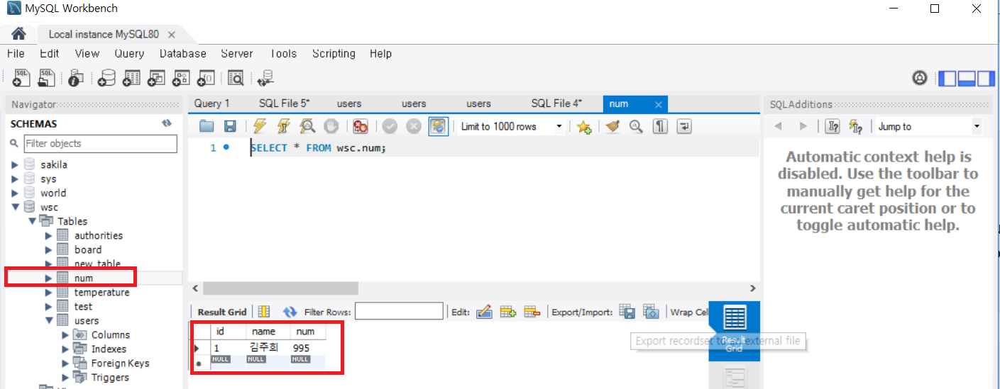 MySQL Workbench
Local instance MySQL80
File Edit View Query Database Server Tools Scripting Help
Navigator
SCHEMAS
Filter objects
sakila
sys
world
wsc
Tables
authorities
board
new_table
num
temperature
test
users
Columns
Indexes
Foreign Keys
Triggers
Query 1 SQL File 5* users users users SQL File 4* num
Limit to 1000 rows
1 SELECT * FROM wsc.num;
Result Grid Filter Rows: Edit: Export/Import: Wrap Cel
id name num
1 김주희 995
NULL NULL NULL
Export recordset to an external file
Result
Grid
SQLAdditions
Jump to
Automatic context help is
disabled. Use the toolbar to
manually get help for the
current caret position or to
toggle automatic help.